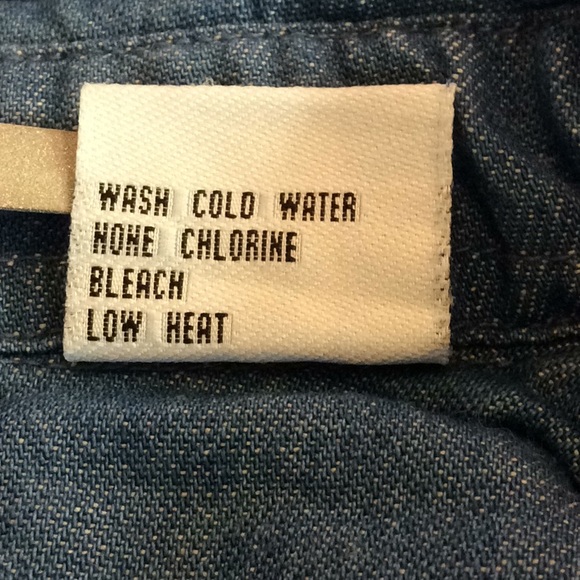 WASH COLD WATER
NONE CHLORINE
BLEACH
LOW HEAT